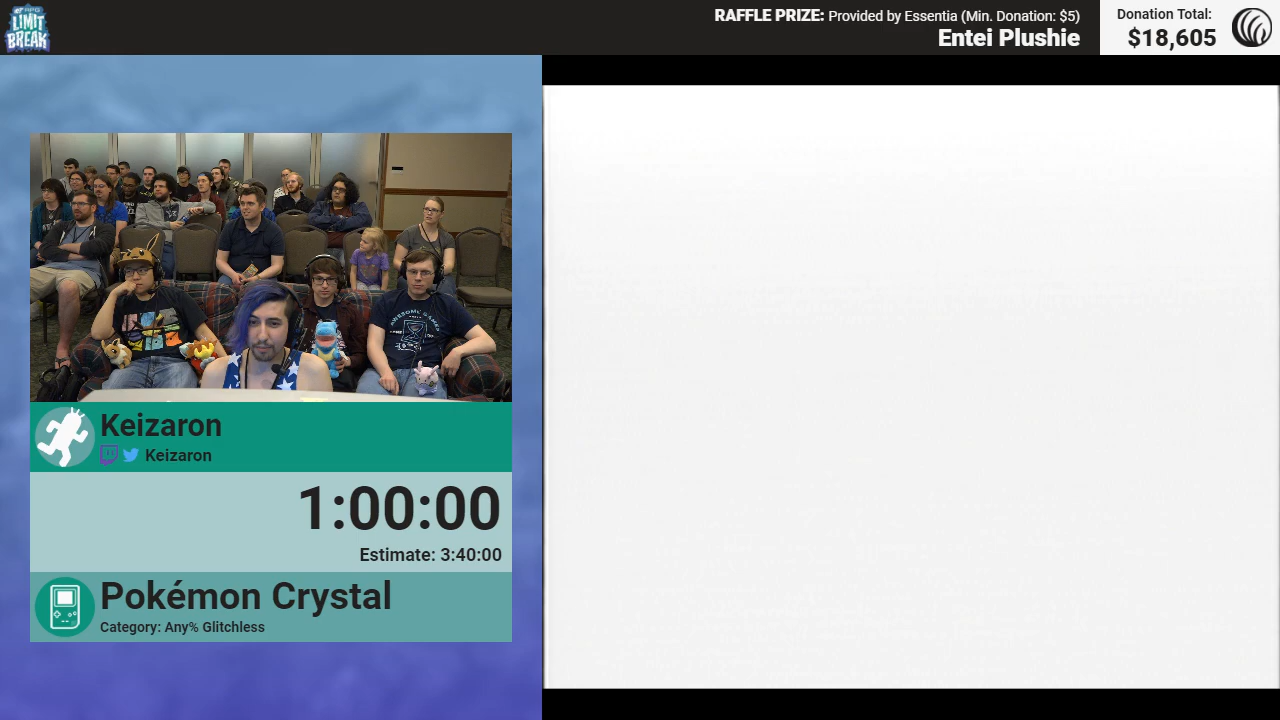 RPG
LIMIT
BREAK
RAFFLE PRIZE: Provided by Essentia (Min. Donation: $5)
Entei Plushie
Donation Total:
$18,605
Keizaron
Keizaron
1:00:00
Estimate: 3:40:00
Pokémon Crystal
Category: Any% Glitchless